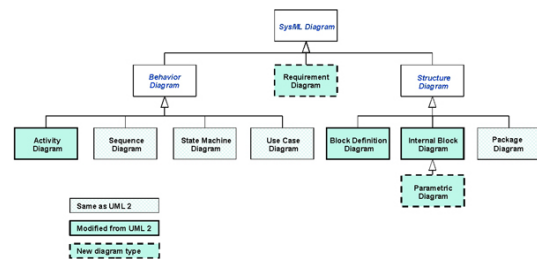 SysML Diagram
Behavior
Diagram
Requirement
Diagram
Structure
Diagram
Activity
Diagram
Sequence
Diagram
State Machine
Diagram
Use Case
Diagram
Block Definition
Diagram
Internal Block
Diagram
Package
Diagram
Parametric
Diagram
Same as UML 2
Modified from UML 2
New diagram type